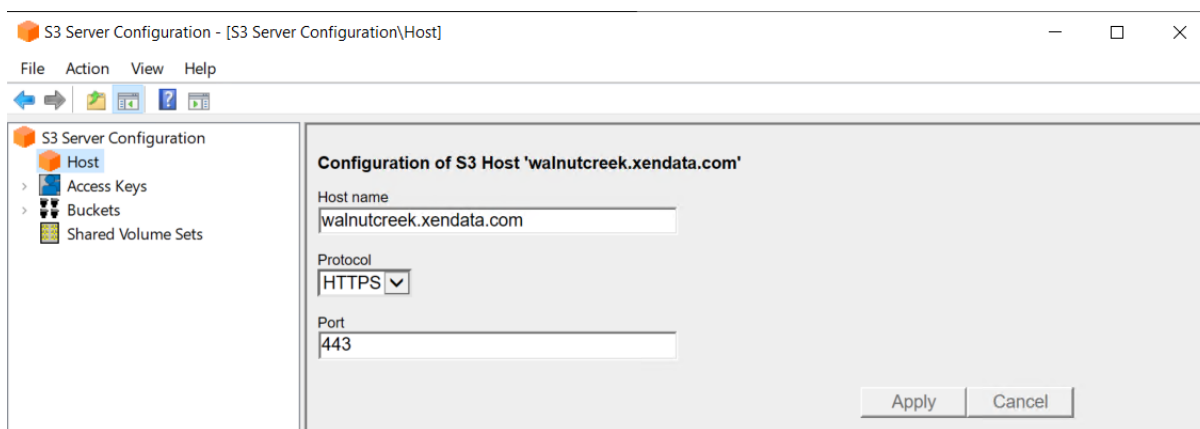 S3 Server Configuration - [S3 Server Configuration\Host]
File Action View Help
S3 Server Configuration
Host
Access Keys
Buckets
Shared Volume Sets
Configuration of S3 Host 'walnutcreek.xendata.com'
Host name
walnutcreek.xendata.com
Protocol
HTTPS
Port
443
Apply Cancel